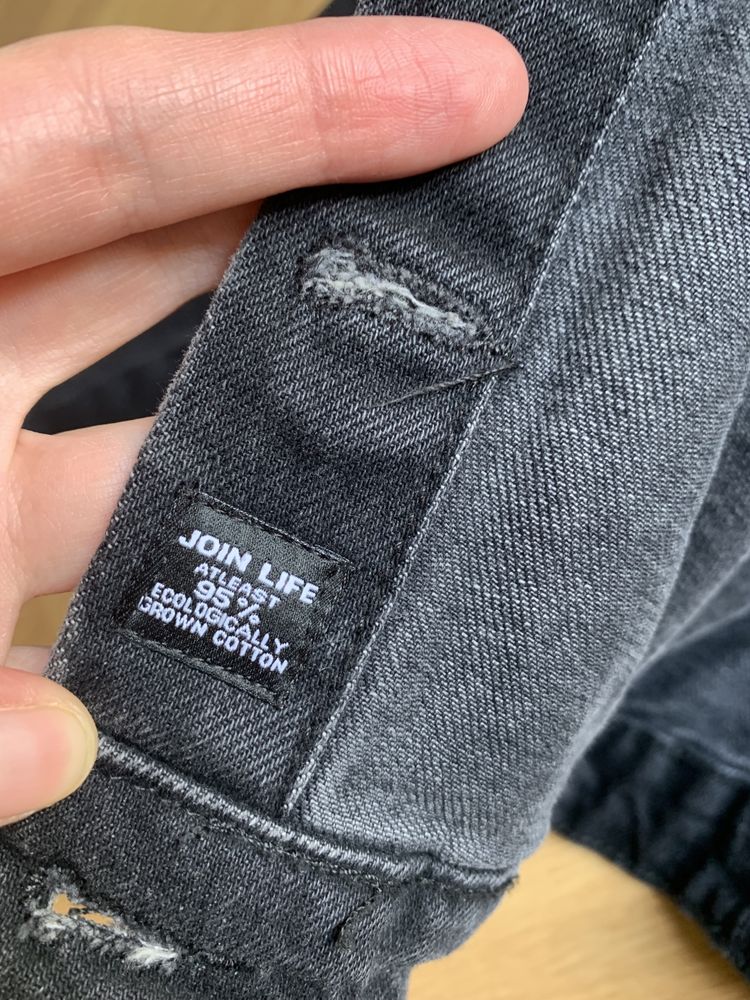 JOIN LIFE
ATLEAST
95%
ECOLOGICALLY
GROWN COTTON